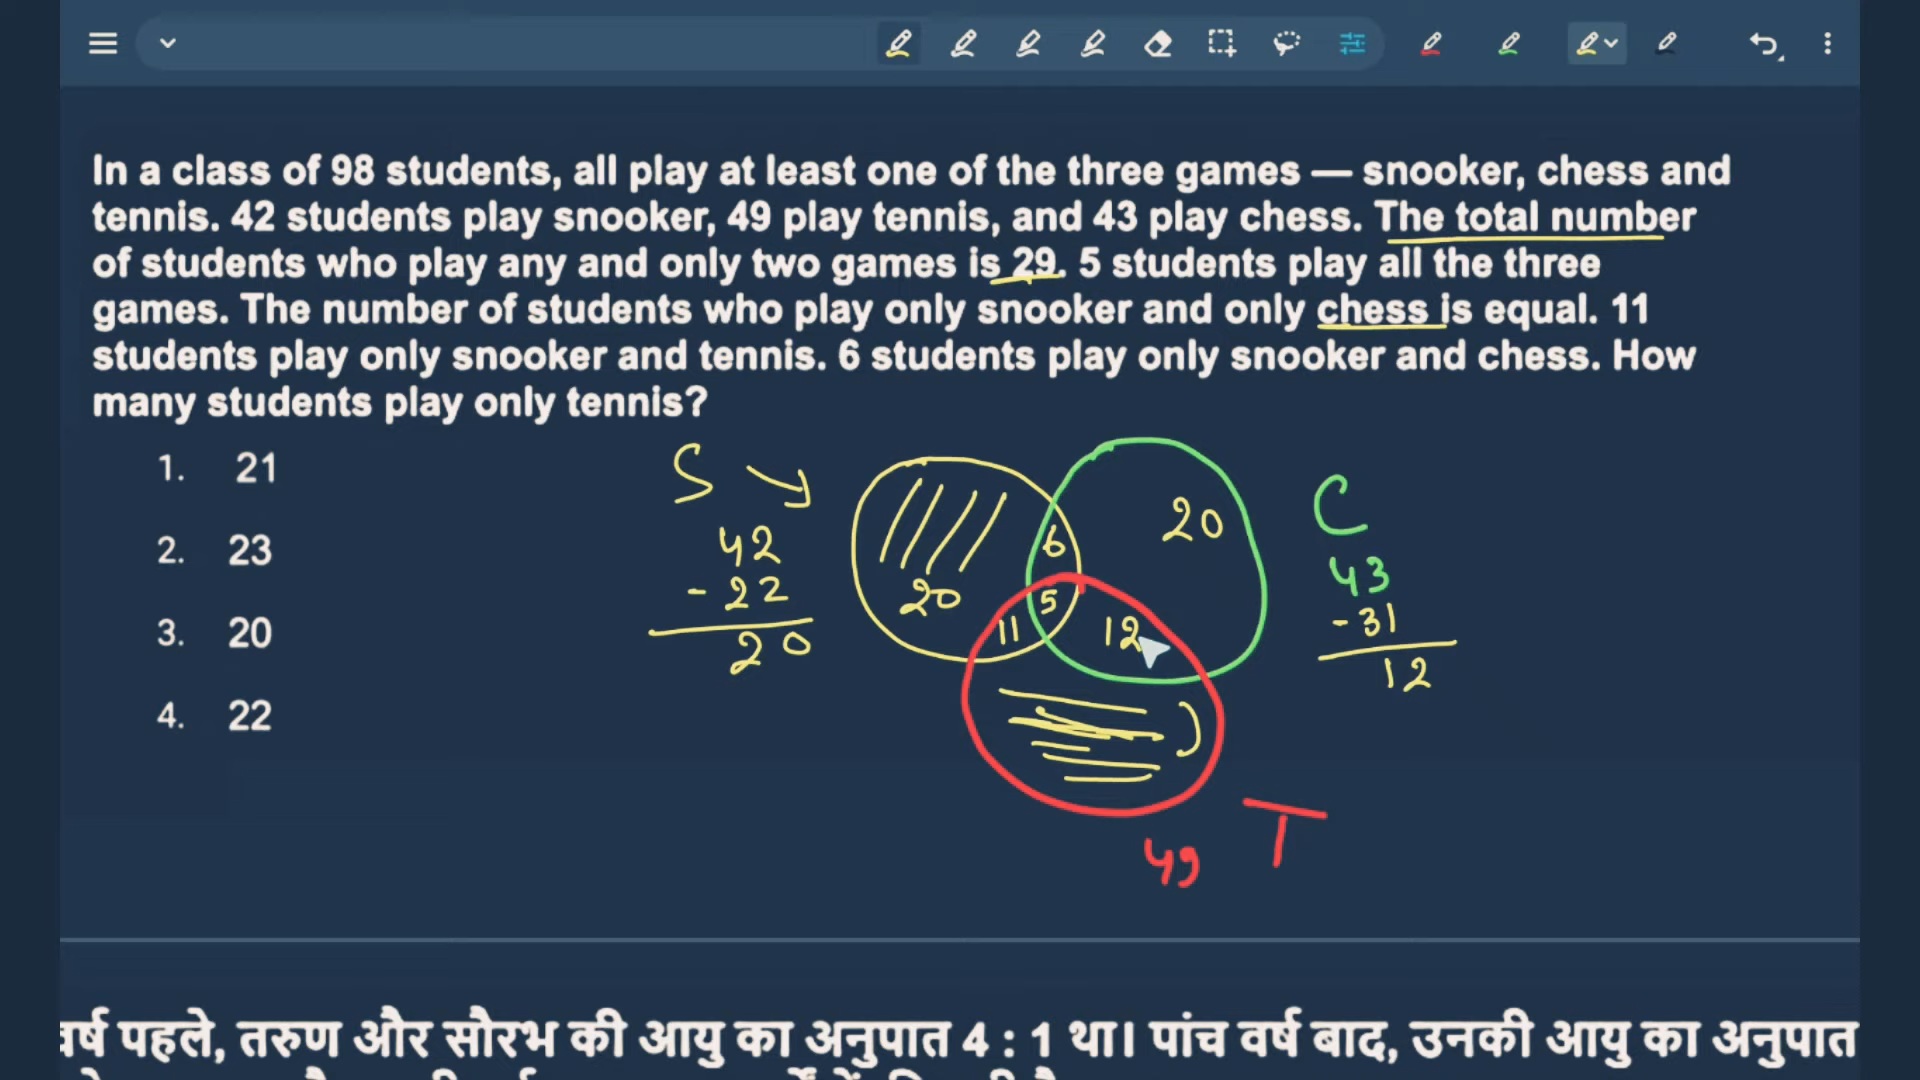 In a class of 98 students, all play at least one of the three games — snooker, chess and
tennis. 42 students play snooker, 49 play tennis, and 43 play chess. The total number
of students who play any and only two games is 29. 5 students play all the three
games. The number of students who play only snooker and only chess is equal. 11
students play only snooker and tennis. 6 students play only snooker and chess. How
many students play only tennis?
1. 21
2. 23
3. 20
4. 22
S
42
- 22
20
20
6
20
5
11
12
C
43
- 31
12
49
T
वर्ष पहले, तरुण और सौरभ की आयु का अनुपात 4 : 1 था। पांच वर्ष बाद, उनकी आयु का अनुपात